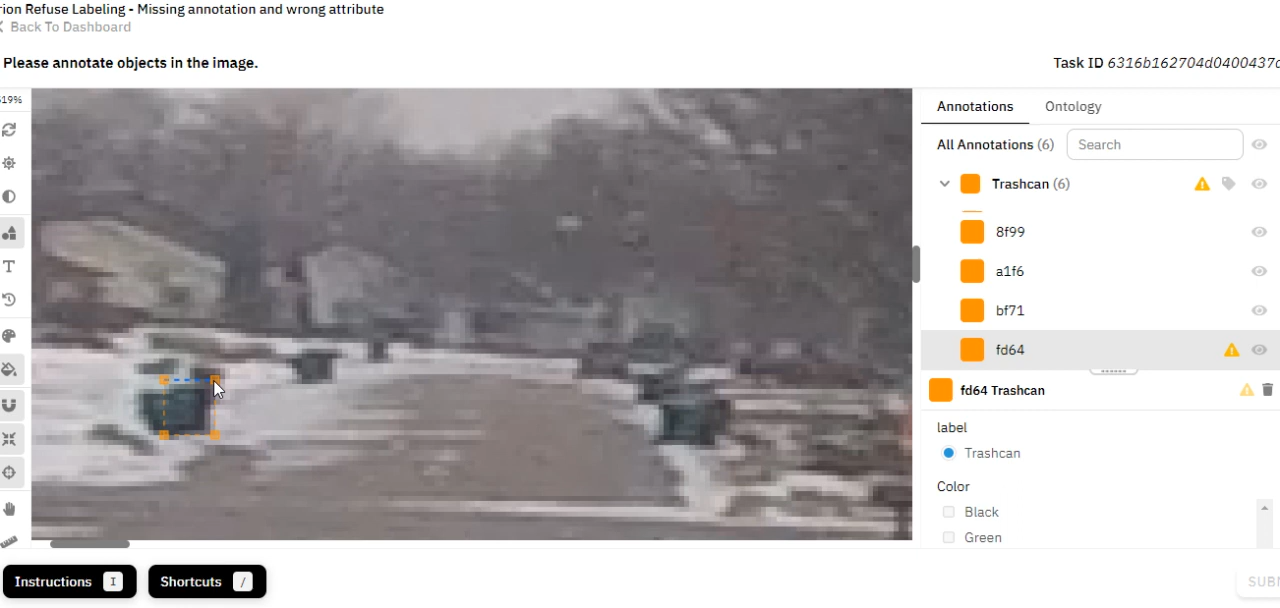 rion Refuse Labeling - Missing annotation and wrong attribute
Back To Dashboard
Please annotate objects in the image.
Task ID 6316b162704d0400437c
19%
Annotations Ontology
All Annotations (6) Search
Trashcan (6)
8f99
a1f6
bf71
fd64
fd64 Trashcan
label
Trashcan
Color
Black
Green
T
Instructions I Shortcuts /
SUBM